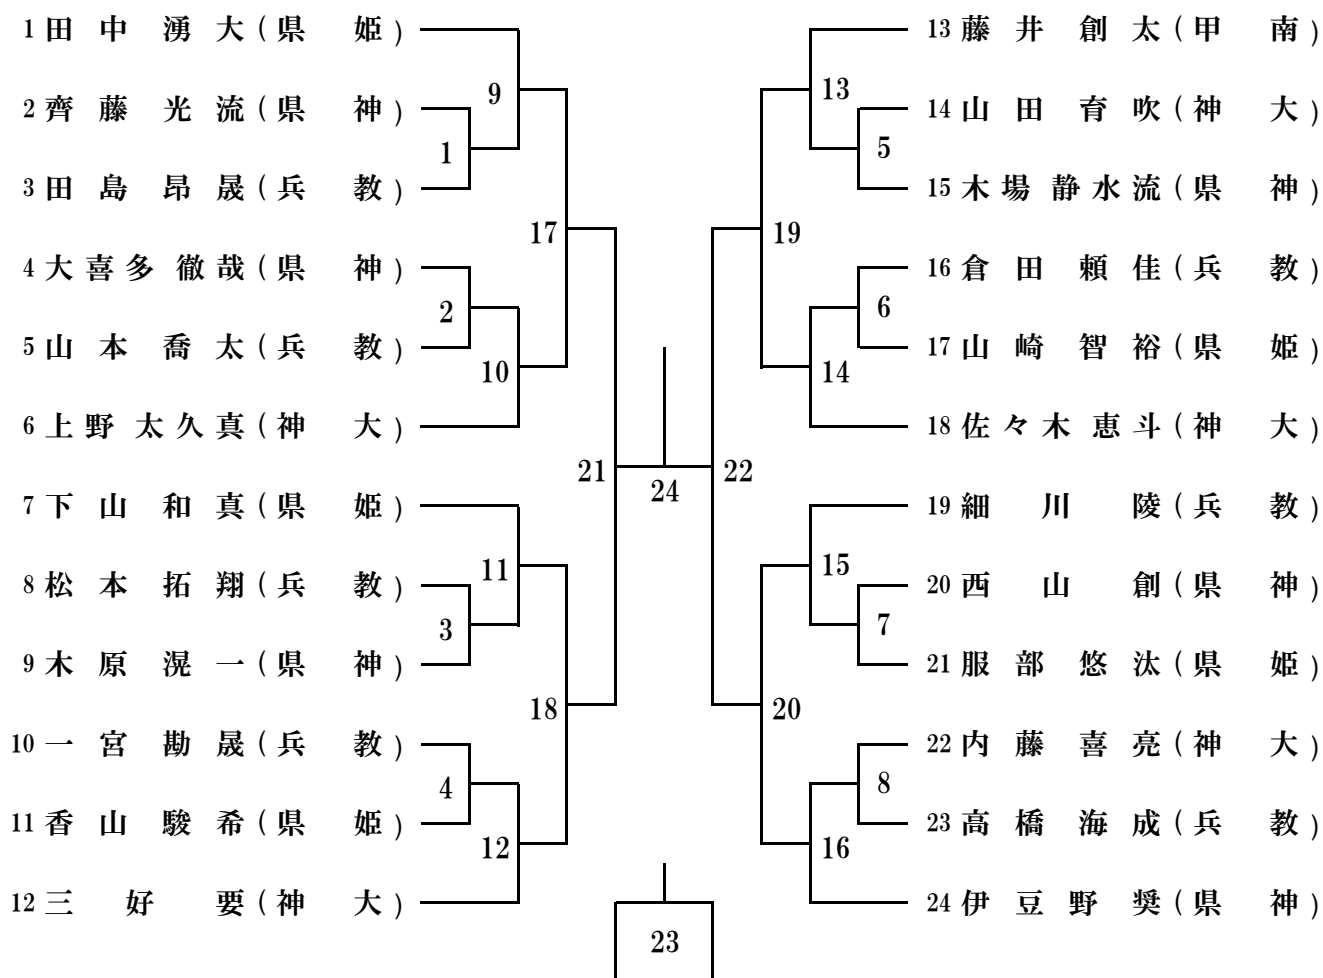 1 田中湧大(県姫)
2 齊藤光流(県神)
3 田島昂晟(兵教)
4 大喜多徹哉(県神)
5 山本喬太(兵教)
6 上野太久真(神大)
7 下山和真(県姫)
8 松本拓翔(兵教)
9 木原滉一(県神)
10 一宮勘晟(兵教)
11 香山駿希(県姫)
12 三好要(神大)
1
2
3
4
9
10
11
12
17
18
21
24
23
22
19
20
13
14
15
16
5
6
7
8
13 藤井創太(甲南)
14 山田育吹(神大)
15 木場静水流(県神)
16 倉田頼佳(兵教)
17 山崎智裕(県姫)
18 佐々木恵斗(神大)
19 細川陵(兵教)
20 西山創(県神)
21 服部悠汰(県姫)
22 内藤喜亮(神大)
23 高橋海成(兵教)
24 伊豆野奨(県神)